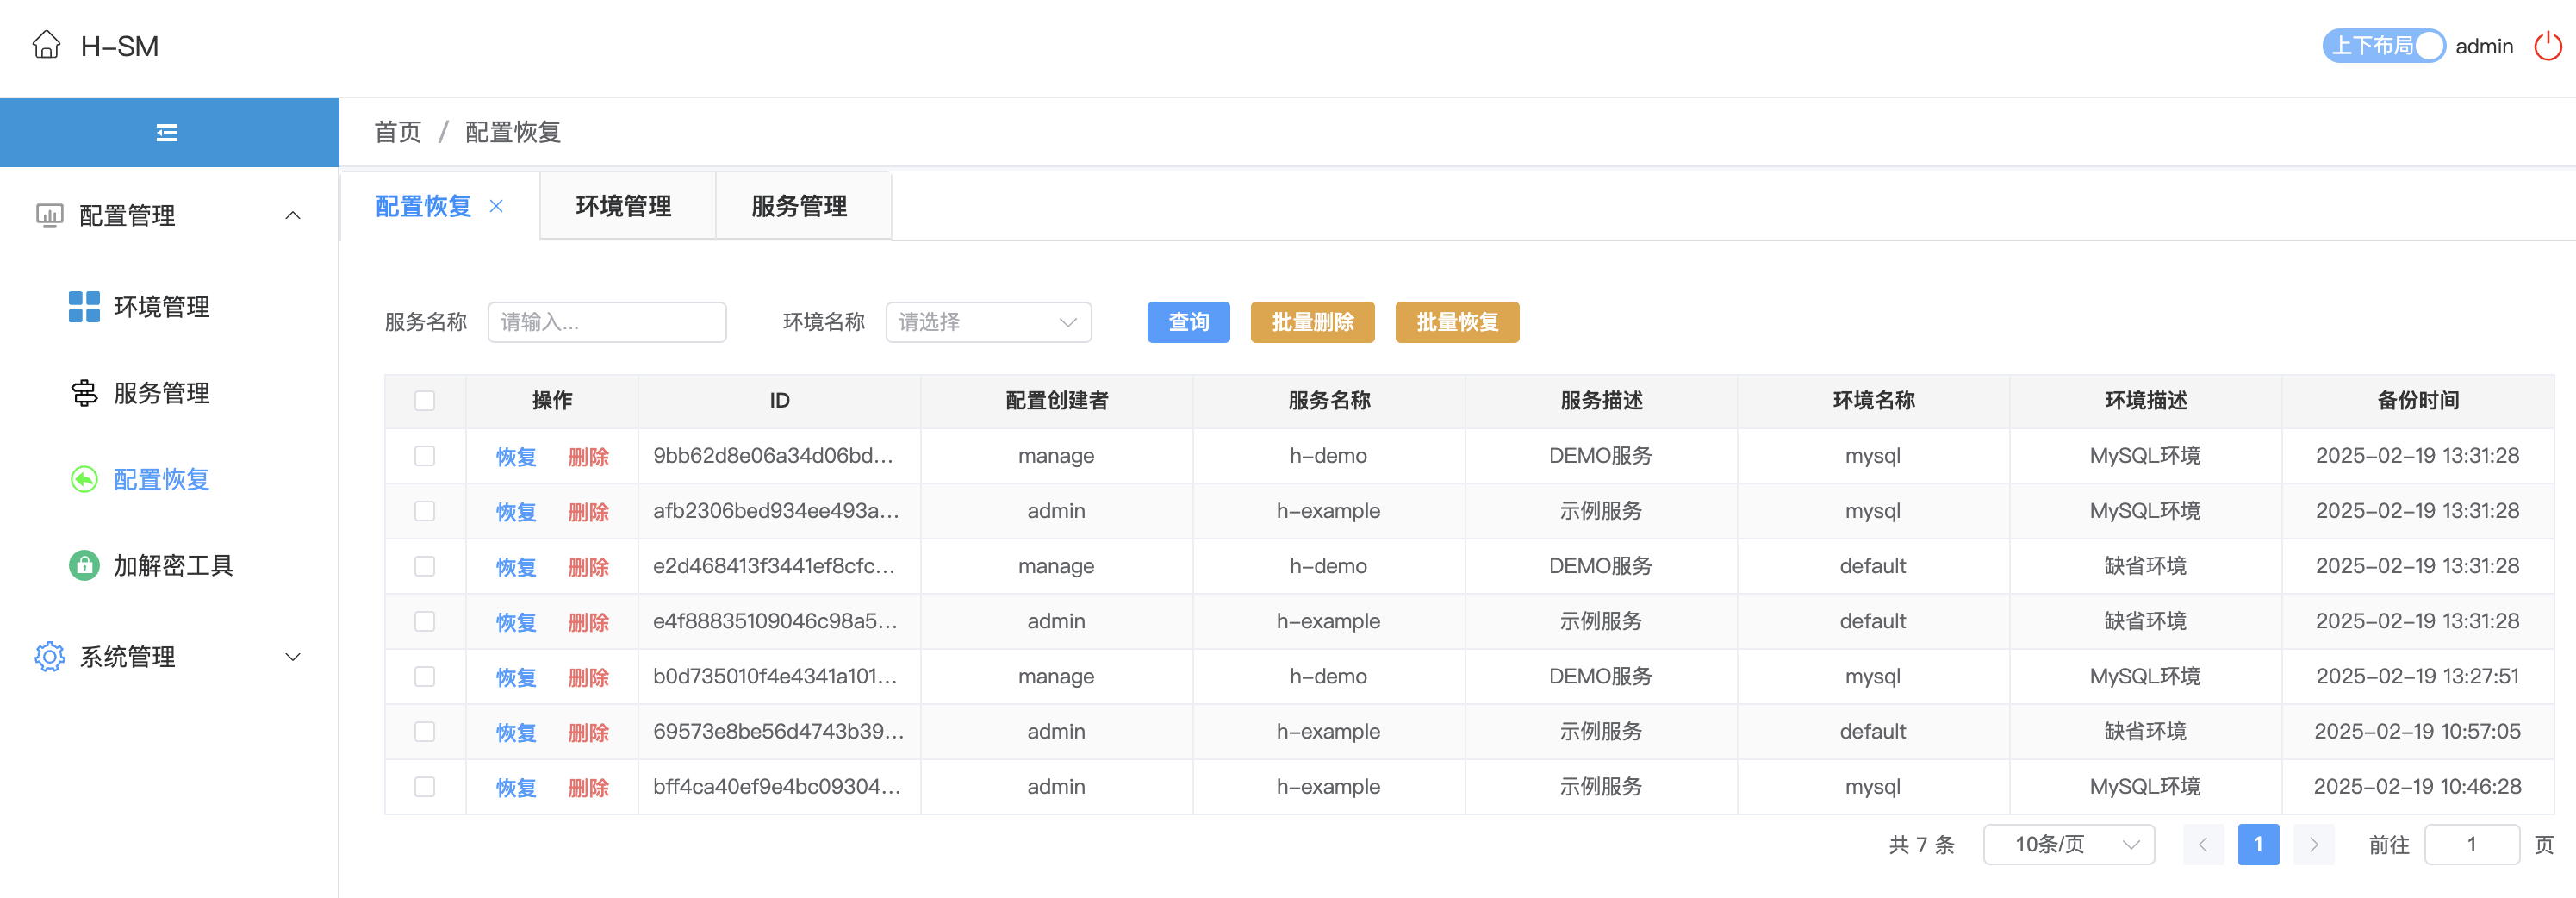 H-SM
上下布局
admin
首页 / 配置恢复
配置管理
环境管理
服务管理
配置恢复
加解密工具
系统管理
配置恢复 环境管理 服务管理
服务名称 请输入... 环境名称 请选择 查询 批量删除 批量恢复
操作 ID 配置创建者 服务名称 服务描述 环境名称 环境描述 备份时间
恢复 删除 9bb62d8e06a34d06bd... manage h-demo DEMO服务 mysql MySQL环境 2025-02-19 13:31:28
恢复 删除 afb2306bed934ee493a... admin h-example 示例服务 mysql MySQL环境 2025-02-19 13:31:28
恢复 删除 e2d468413f3441ef8cfc... manage h-demo DEMO服务 default 缺省环境 2025-02-19 13:31:28
恢复 删除 e4f88835109046c98a5... admin h-example 示例服务 default 缺省环境 2025-02-19 13:31:28
恢复 删除 b0d735010f4e4341a101... manage h-demo DEMO服务 mysql MySQL环境 2025-02-19 13:27:51
恢复 删除 69573e8be56d4743b39... admin h-example 示例服务 default 缺省环境 2025-02-19 10:57:05
恢复 删除 bff4ca40ef9e4bc09304... admin h-example 示例服务 mysql MySQL环境 2025-02-19 10:46:28
共 7 条 10条/页 1 前往 1 页